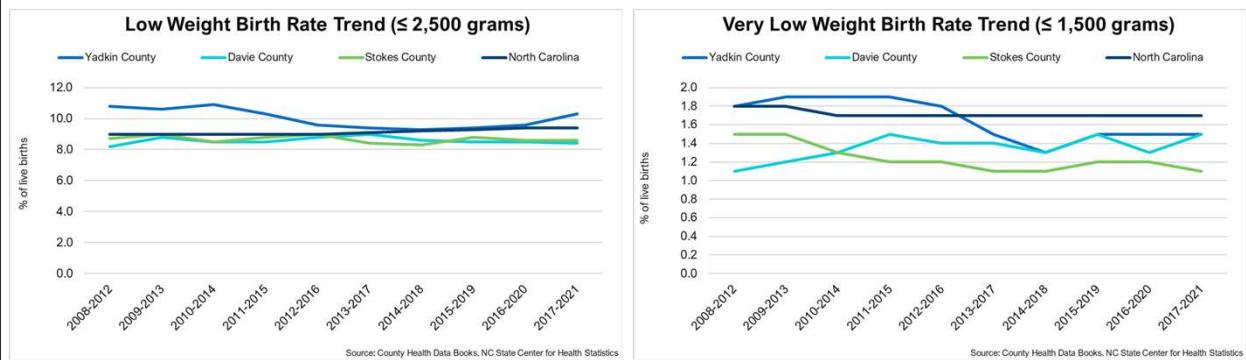 Low Weight Birth Rate Trend (≤ 2,500 grams)
Yadkin County Davie County Stokes County North Carolina
12.0
10.0
8.0
6.0
4.0
2.0
0.0
% of live births
2008-2012 2009-2013 2010-2014 2011-2015 2012-2016 2013-2017 2014-2018 2015-2019 2016-2020 2017-2021
Source: County Health Data Books. NC State Center for Health Statistics
Very Low Weight Birth Rate Trend (≤ 1,500 grams)
Yadkin County Davie County Stokes County North Carolina
2.0
1.8
1.6
1.4
1.2
1.0
0.8
0.6
0.4
0.2
0.0
% of live births
2008-2012 2009-2013 2010-2014 2011-2015 2012-2016 2013-2017 2014-2018 2015-2019 2016-2020 2017-2021
Source: County Health Data Books. NC State Center for Health Statistics